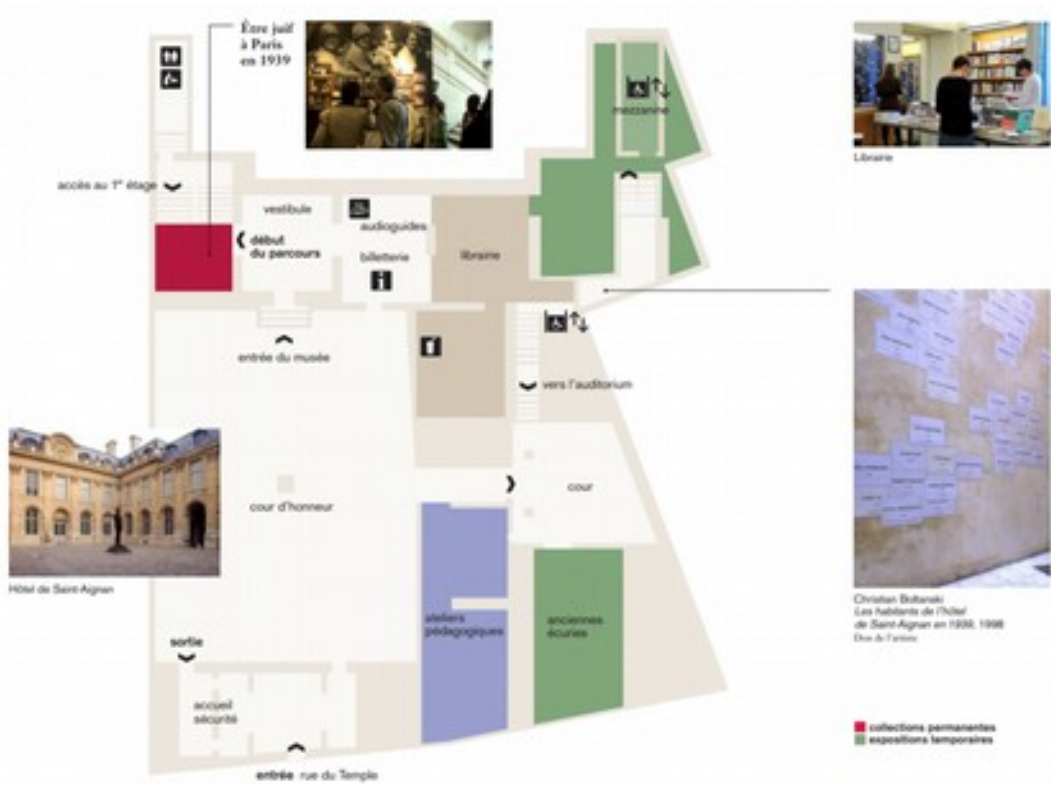 Être juif
à Paris
en 1939
mezzanine
Librairie
accès au 1er étage
vestibule
audioguides
début
du parcours
billetterie
librairie
entrée du musée
vers l'auditorium
cour d'honneur
cour
Hôtel de Saint-Aignan
Christian Boltanski
Les habitants de l'hôtel
de Saint-Aignan en 1939, 1998
Don de l'artiste
ateliers
pédagogiques
anciennes
écuries
sortie
accueil
sécurité
collections permanentes
expositions temporaires
entrée rue du Temple